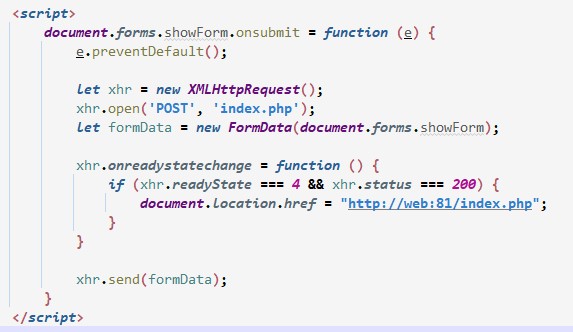 <script>
document.forms.showForm.onsubmit = function (e) {
e.preventDefault();
let xhr = new XMLHttpRequest();
xhr.open('POST', 'index.php');
let formData = new FormData(document.forms.showForm);
xhr.onreadystatechange = function () {
if (xhr.readyState === 4 && xhr.status === 200) {
document.location.href = "http://web:81/index.php";
}
}
xhr.send(formData);
}
</script>